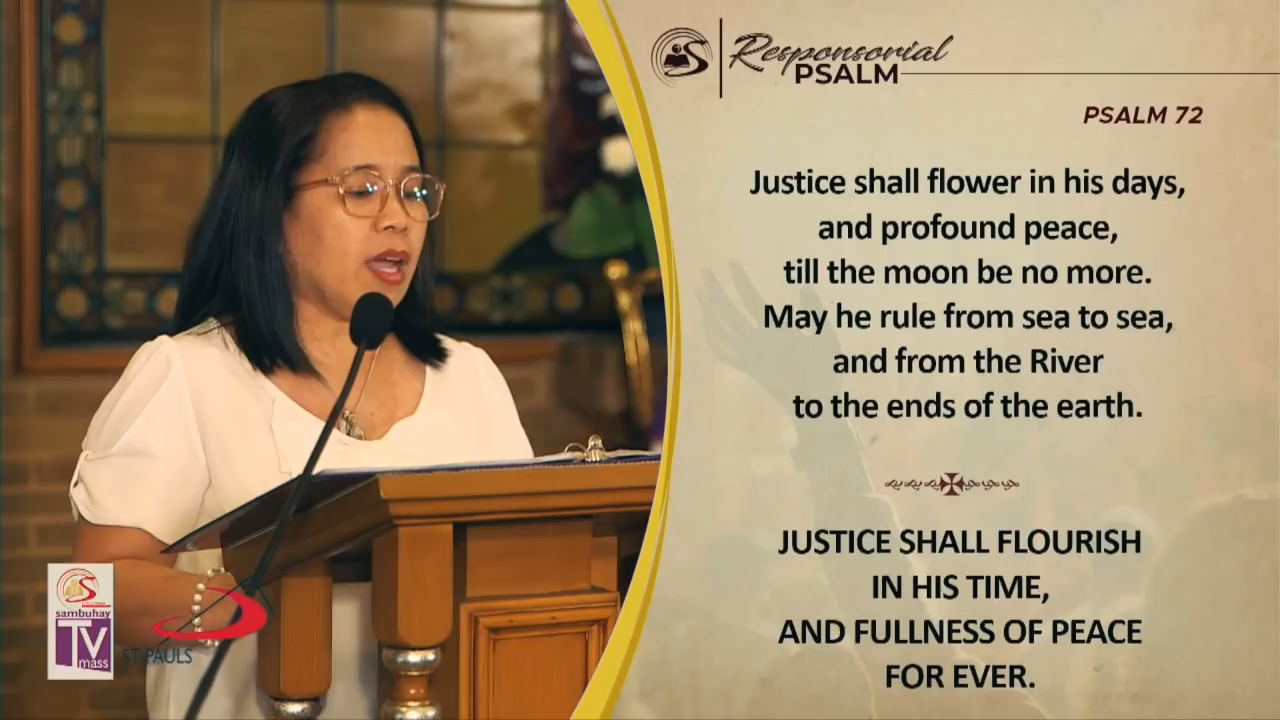 Responsorial
PSALM
PSALM 72
Justice shall flower in his days,
and profound peace,
till the moon be no more.
May he rule from sea to sea,
and from the River
to the ends of the earth.
JUSTICE SHALL FLOURISH
IN HIS TIME,
AND FULLNESS OF PEACE
FOR EVER.
sambuhay
TV
mass
ST PAULS